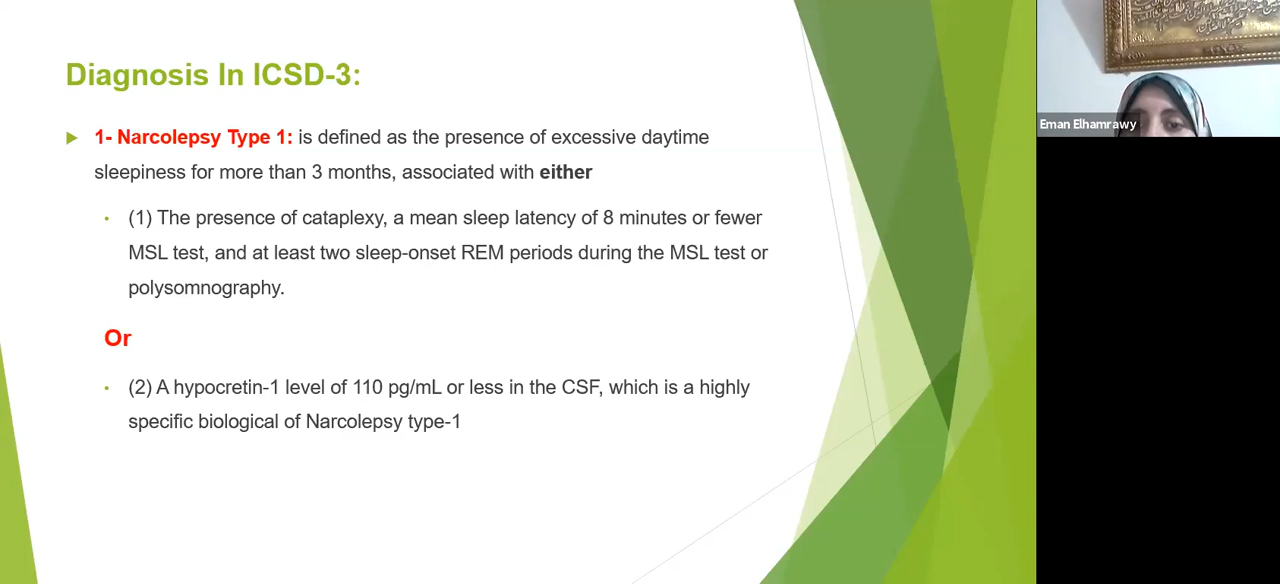 Diagnosis In ICSD-3:
1- Narcolepsy Type 1: is defined as the presence of excessive daytime
sleepiness for more than 3 months, associated with either
(1) The presence of cataplexy, a mean sleep latency of 8 minutes or fewer
MSL test, and at least two sleep-onset REM periods during the MSL test or
polysomnography.
Or
(2) A hypocretin-1 level of 110 pg/mL or less in the CSF, which is a highly
specific biological of Narcolepsy type-1
Eman Elhamrawy